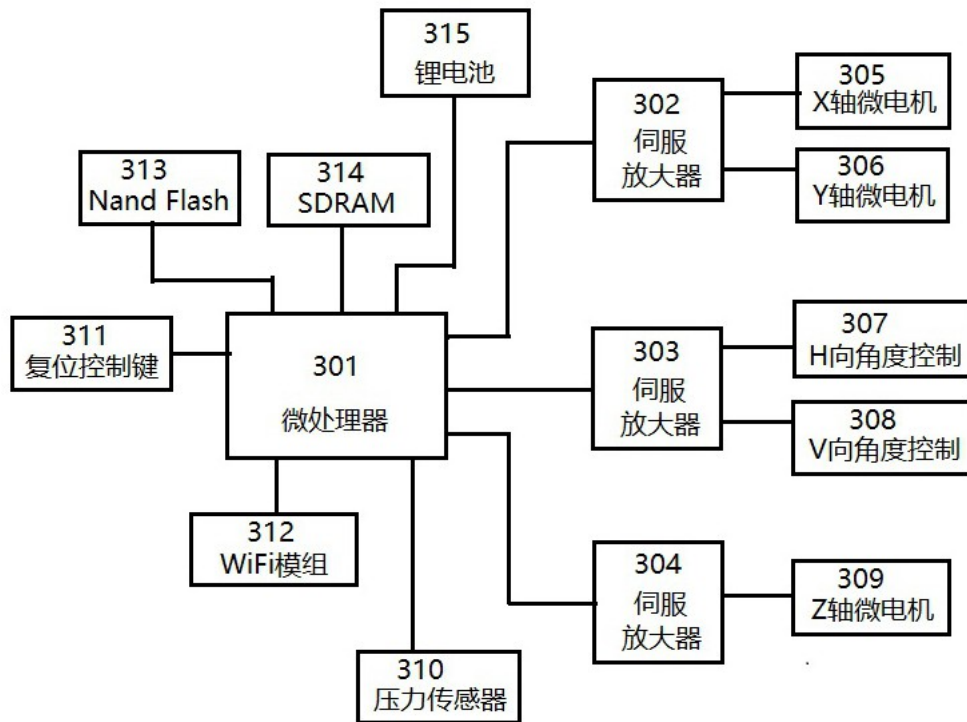 315
锂电池
302
伺服
放大器
305
X轴微电机
306
Y轴微电机
313
Nand Flash
314
SDRAM
311
复位控制键
301
微处理器
303
伺服
放大器
307
H向角度控制
308
V向角度控制
312
WiFi模组
304
伺服
放大器
309
Z轴微电机
310
压力传感器